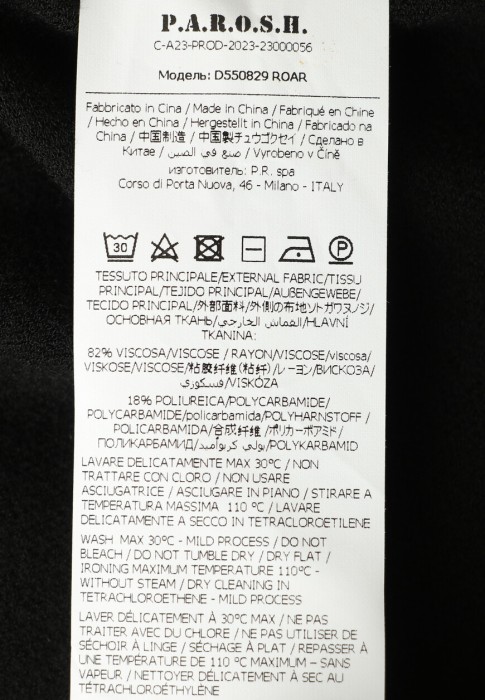 P.A.R.O.S.H.
C-A23-PROD-2023-23000056
Модель: D550829 ROAR
Fabbricato in Cina / Made in China / Fabriqué en Chine
/ Hecho en China / Hergestellt in China / Fabricado na
China / 中国制造 / 中国製チュウゴクセイ / Сделано в
Китае / صنع في الصين / Vyrobeno v Číně
изготовитель: P.R. spa
Corso di Porta Nuova, 46 - Milano - ITALY
30
P
TESSUTO PRINCIPALE/EXTERNAL FABRIC/TISSU
PRINCIPAL/TEJIDO PRINCIPAL/AUßENGEWEBE/
TECIDO PRINCIPAL/外部面料/外側の布地ソトガワヌノジ/
ОСНОВНАЯ ТКАНЬ/القماش الخارجي/HLAVNÍ
TKANINA:
82% VISCOSA/VISCOSE / RAYON/VISCOSE/viscosa/
VISKOSE/VISCOSE/粘胶纤维(粘纤)/レーヨン/ВИСКОЗА/
فسكوزي/VISKÓZA
18% POLIUREICA/POLYCARBAMIDE/
POLYCARBAMIDE/policarbamida/POLYHARNSTOFF /
POLICARBAMIDA/合成纤维 /ポリカーボアミド/
ПОЛИКАРБАМИД/بولي كربواميد/POLYKARBAMID
LAVARE DELICATAMENTE MAX 30°C / NON
TRATTARE CON CLORO / NON USARE
ASCIUGATRICE / ASCIUGARE IN PIANO / STIRARE A
TEMPERATURA MASSIMA 110 °C / LAVARE
DELICATAMENTE A SECCO IN TETRACLOROETILENE
WASH MAX 30°C - MILD PROCESS / DO NOT
BLEACH / DO NOT TUMBLE DRY / DRY FLAT /
IRONING MAXIMUM TEMPERATURE 110°C -
WITHOUT STEAM / DRY CLEANING IN
TETRACHLOROETHENE - MILD PROCESS
LAVER DÉLICATEMENT À 30°C MAX / NE PAS
TRAITER AVEC DU CHLORE / NE PAS UTILISER DE
SÉCHOIR À LINGE / SÉCHAGE À PLAT / REPASSER À
UNE TEMPÉRATURE DE 110 °C MAXIMUM – SANS
VAPEUR / NETTOYER DÉLICATEMENT À SEC AU
TÉTRACHLOROÉTHYLÈNE